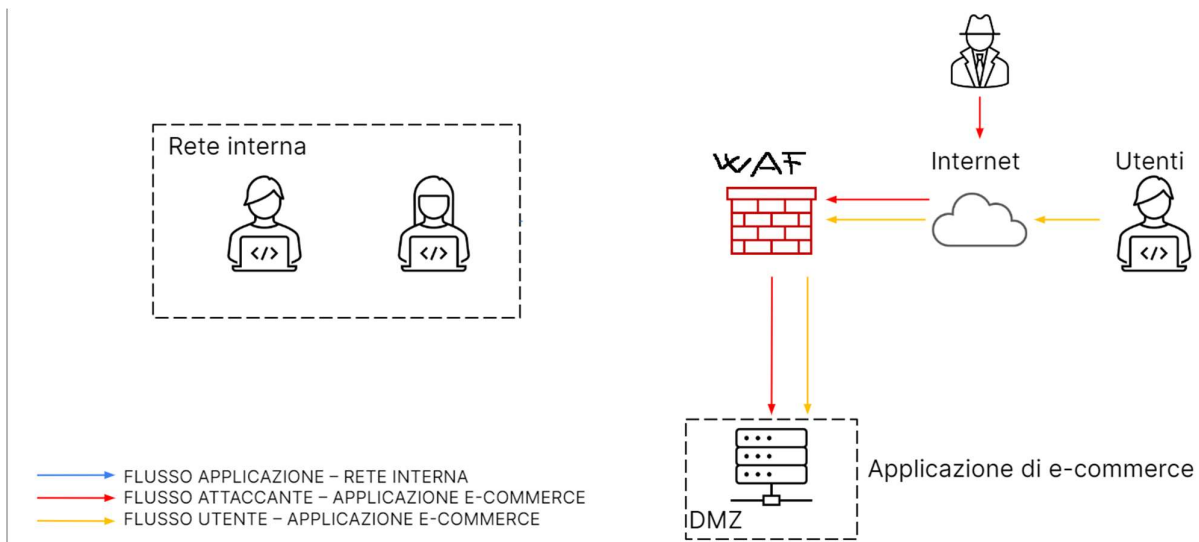 Rete interna
WAF
Internet
Utenti
</>
</>
</>
Applicazione di e-commerce
DMZ
FLUSSO APPLICAZIONE – RETE INTERNA
FLUSSO ATTACCANTE – APPLICAZIONE E-COMMERCE
FLUSSO UTENTE – APPLICAZIONE E-COMMERCE